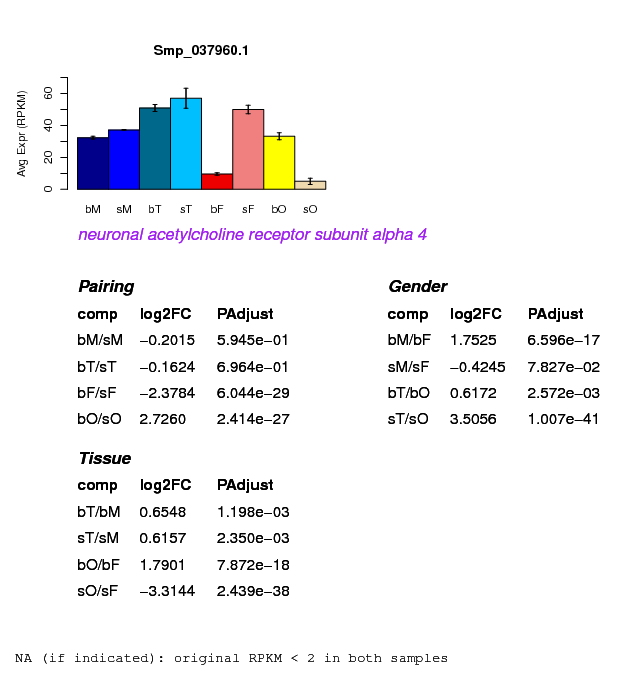 Smp_037960.1
Avg Expr (RPKM)
0 20 40 60
bM sM bT sT bF sF bO sO
neuronal acetylcholine receptor subunit alpha 4
Pairing
comp log2FC PAdjust
bM/sM −0.2015 5.945e−01
bT/sT −0.1624 6.964e−01
bF/sF −2.3784 6.044e−29
bO/sO 2.7260 2.414e−27
Gender
comp log2FC PAdjust
bM/bF 1.7525 6.596e−17
sM/sF −0.4245 7.827e−02
bT/bO 0.6172 2.572e−03
sT/sO 3.5056 1.007e−41
Tissue
comp log2FC PAdjust
bT/bM 0.6548 1.198e−03
sT/sM 0.6157 2.350e−03
bO/bF 1.7901 7.872e−18
sO/sF −3.3144 2.439e−38
NA (if indicated): original RPKM < 2 in both samples